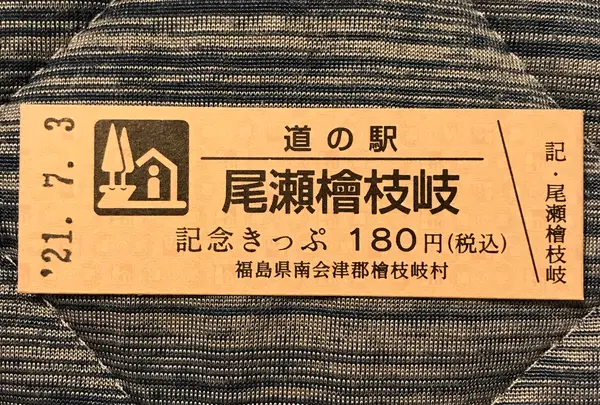 '21. 7. 3
道の駅
尾瀬檜枝岐
記念きっぷ 180円(税込)
福島県南会津郡檜枝岐村
記・尾瀬檜枝岐